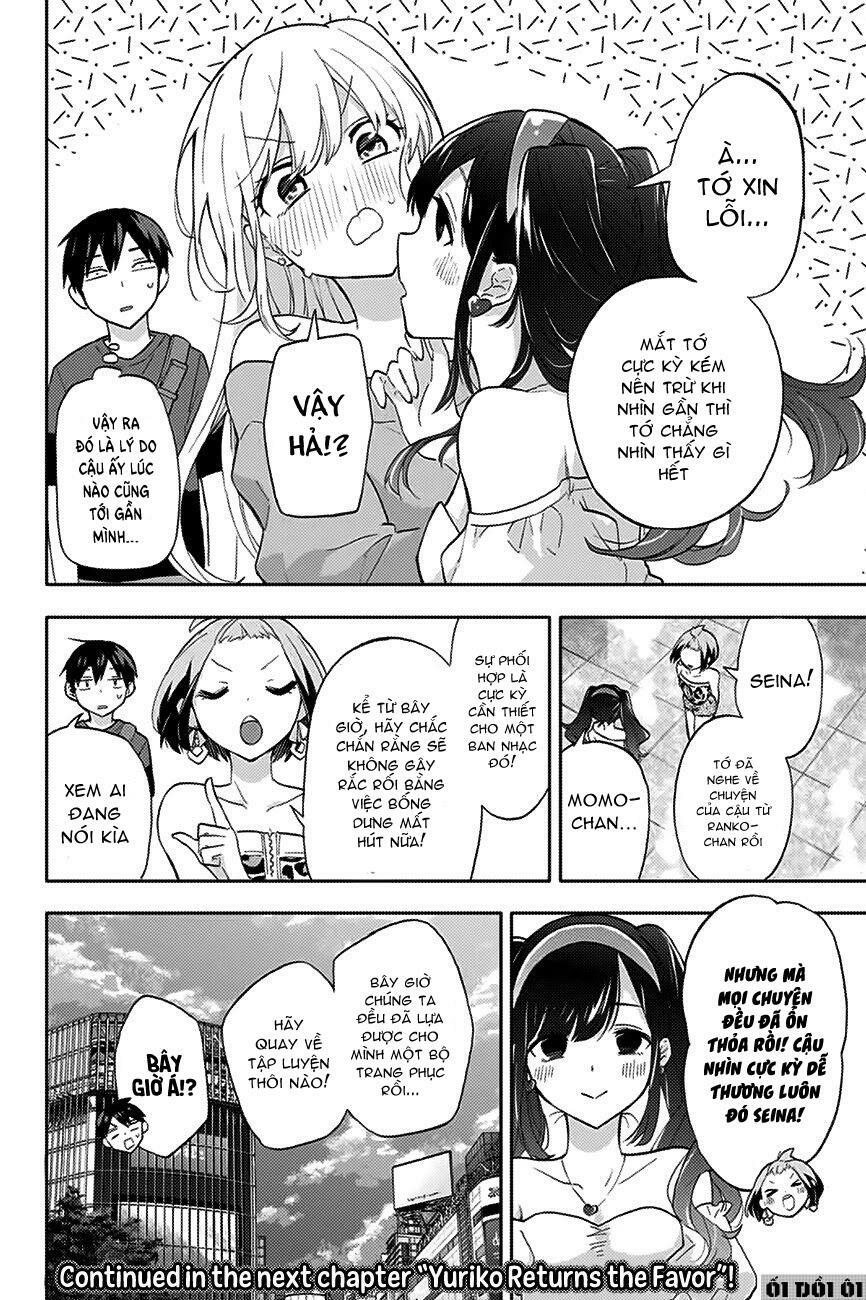 À...
TỚ XIN
LỖI...
MẮT TỚ
CỰC KỲ KÉM
NÊN TRỪ KHI
NHÌN GẦN THÌ
TỚ CHẲNG
NHÌN THẤY GÌ
HẾT
VẬY
HẢ!?
VẬY RA
ĐÓ LÀ LÝ DO
CẬU ẤY LÚC
NÀO CŨNG
TỚI GẦN
MÌNH...
SEINA!
TỚ ĐÃ
NGHE VỀ
CHUYỆN
CỦA CẬU TỪ
RANKO-
CHAN RỒI
MOMO-
CHAN...
SỰ PHỐI
HỢP LÀ
CỰC KỲ
CẦN THIẾT
CHO MỘT
BAN NHẠC
ĐÓ!
KỂ TỪ BÂY
GIỜ, HÃY CHẮC
CHẮN RẰNG SẼ
KHÔNG GÂY
RẮC RỐI BẰNG
VIỆC BỖNG
DƯNG MẤT
HÚT NỮA!
XEM AI
ĐANG
NÓI KÌA
NHƯNG MÀ
MỌI CHUYỆN
ĐỀU ĐÃ ỔN
THỎA RỒI! CẬU
NHÌN CỰC KỲ DỄ
THƯƠNG LUÔN
ĐÓ SEINA!
BÂY GIỜ
CHÚNG TA
ĐỀU ĐÃ LỰA
ĐƯỢC CHO
MÌNH MỘT BỘ
TRANG PHỤC
RỒI...
HÃY
QUAY VỀ
TẬP LUYỆN
THÔI NÀO!
BÂY
GIỜ Á!?
Continued in the next chapter "Yuriko Returns the Favor"!
ỐI DỒI ÔI